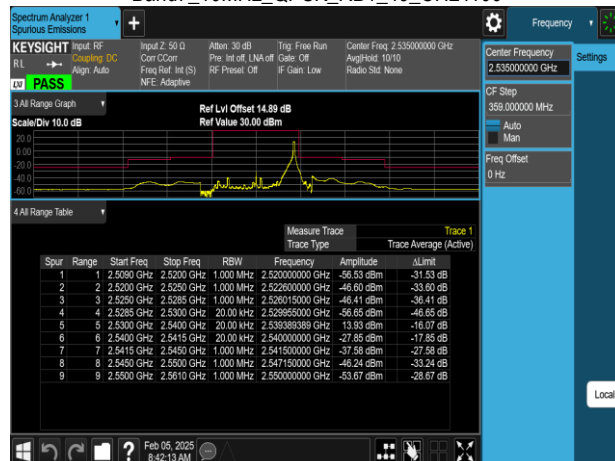 Spectrum Analyzer 1
Spurious Emissions
Frequency
KEYSIGHT
RL
Input: RF
Coupling: DC
Align: Auto
Input Z: 50 Ω
Corr CCorr
Freq Ref: Int (S)
NFE: Adaptive
Atten: 30 dB
Pre: Int off, LNA off
RF Presel: Off
Trig: Free Run
Gate: Off
IF Gain: Low
Center Freq: 2.535000000 GHz
Avg|Hold: 10/10
Radio Std: None
LXI PASS
Center Frequency
2.535000000 GHz
Settings
CF Step
359.000000 MHz
Auto
Man
Freq Offset
0 Hz
3 All Range Graph
Scale/Div 10.0 dB
Ref Lvl Offset 14.89 dB
Ref Value 30.00 dBm
20.0
0.00
-20.0
-40.0
-60.0
4 All Range Table
Measure Trace Trace 1
Trace Type Trace Average (Active)
Spur Range Start Freq Stop Freq RBW Frequency Amplitude ΔLimit
1 1 2.5090 GHz 2.5200 GHz 1.000 MHz 2.520000000 GHz -56.53 dBm -31.53 dB
2 2 2.5200 GHz 2.5250 GHz 1.000 MHz 2.522600000 GHz -46.60 dBm -33.60 dB
3 3 2.5250 GHz 2.5285 GHz 1.000 MHz 2.526015000 GHz -46.41 dBm -36.41 dB
4 4 2.5285 GHz 2.5300 GHz 20.00 kHz 2.529955000 GHz -56.65 dBm -46.65 dB
5 5 2.5300 GHz 2.5400 GHz 20.00 kHz 2.539389389 GHz 13.93 dBm -16.07 dB
6 6 2.5400 GHz 2.5415 GHz 20.00 kHz 2.540000000 GHz -27.85 dBm -17.85 dB
7 7 2.5415 GHz 2.5450 GHz 1.000 MHz 2.541500000 GHz -37.58 dBm -27.58 dB
8 8 2.5450 GHz 2.5500 GHz 1.000 MHz 2.547150000 GHz -46.24 dBm -33.24 dB
9 9 2.5500 GHz 2.5610 GHz 1.000 MHz 2.550000000 GHz -53.67 dBm -28.67 dB
Local
Feb 05, 2025
8:42:13 AM